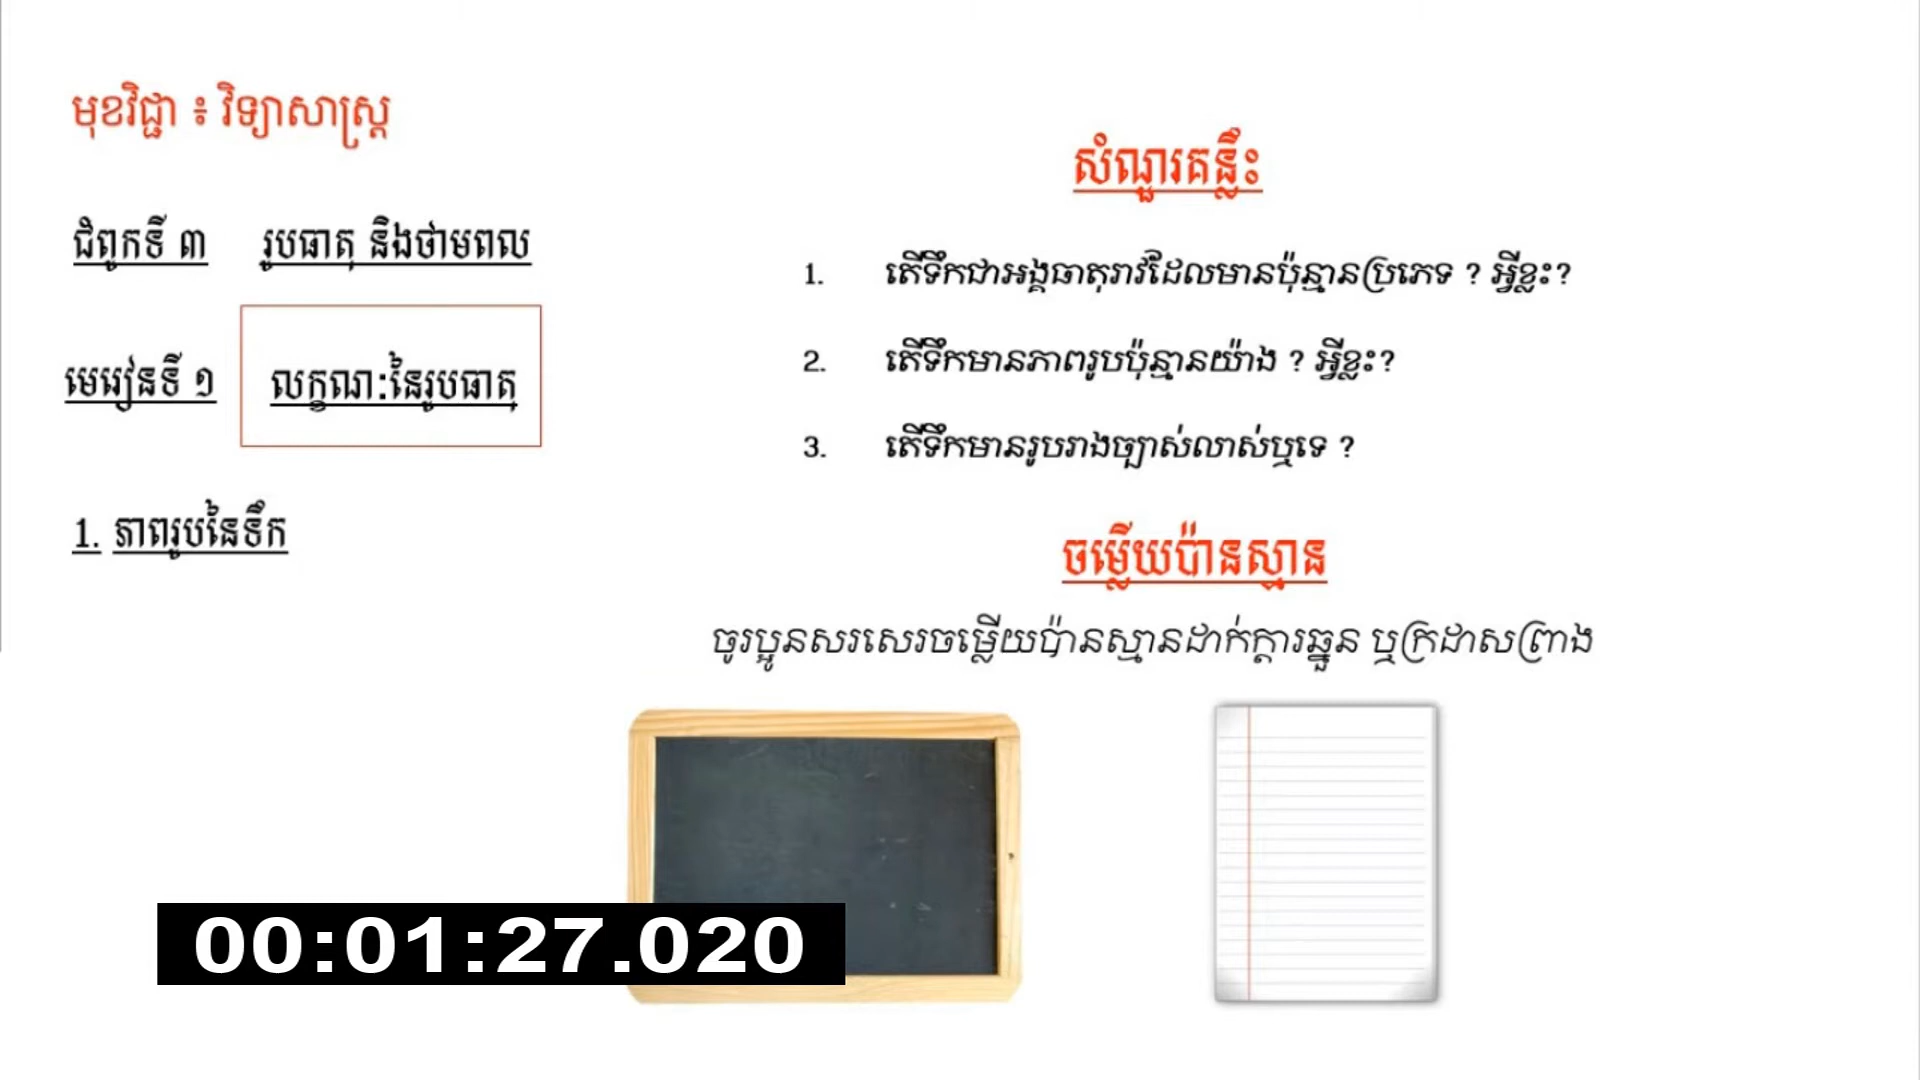 មុខវិជ្ជា ៖ វិទ្យាសាស្ត្រ
ជំពូកទី ៣ រូបធាតុ និងថាមពល
មេរៀនទី ១ លក្ខណៈនៃរូបធាតុ
1. ភាពរូបនៃទឹក
សំណួរគន្លឹះ
1. តើទឹកជាអង្គធាតុរាវដែលមានប៉ុន្មានប្រភេទ ? អ្វីខ្លះ?
2. តើទឹកមានភាពរូបប៉ុន្មានយ៉ាង ? អ្វីខ្លះ?
3. តើទឹកមានរូបរាងច្បាស់លាស់ឬទេ ?
ចម្លើយប៉ាន់ស្មាន
ចូរប្អូនសរសេរចម្លើយប៉ាន់ស្មានដាក់ក្តារឆ្នួន ឬក្រដាសព្រាង
00:01:27.020